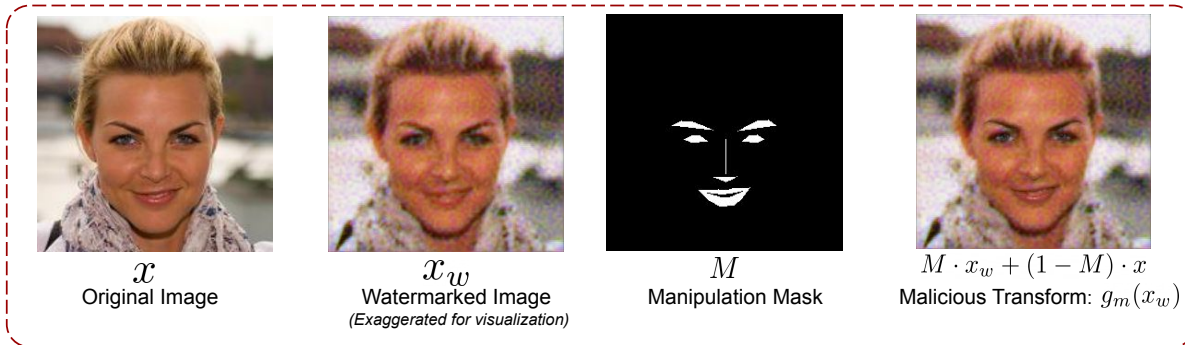 x
Original Image
x_w
Watermarked Image
(Exaggerated for visualization)
M
Manipulation Mask
M · x_w + (1 − M) · x
Malicious Transform: g_m(x_w)